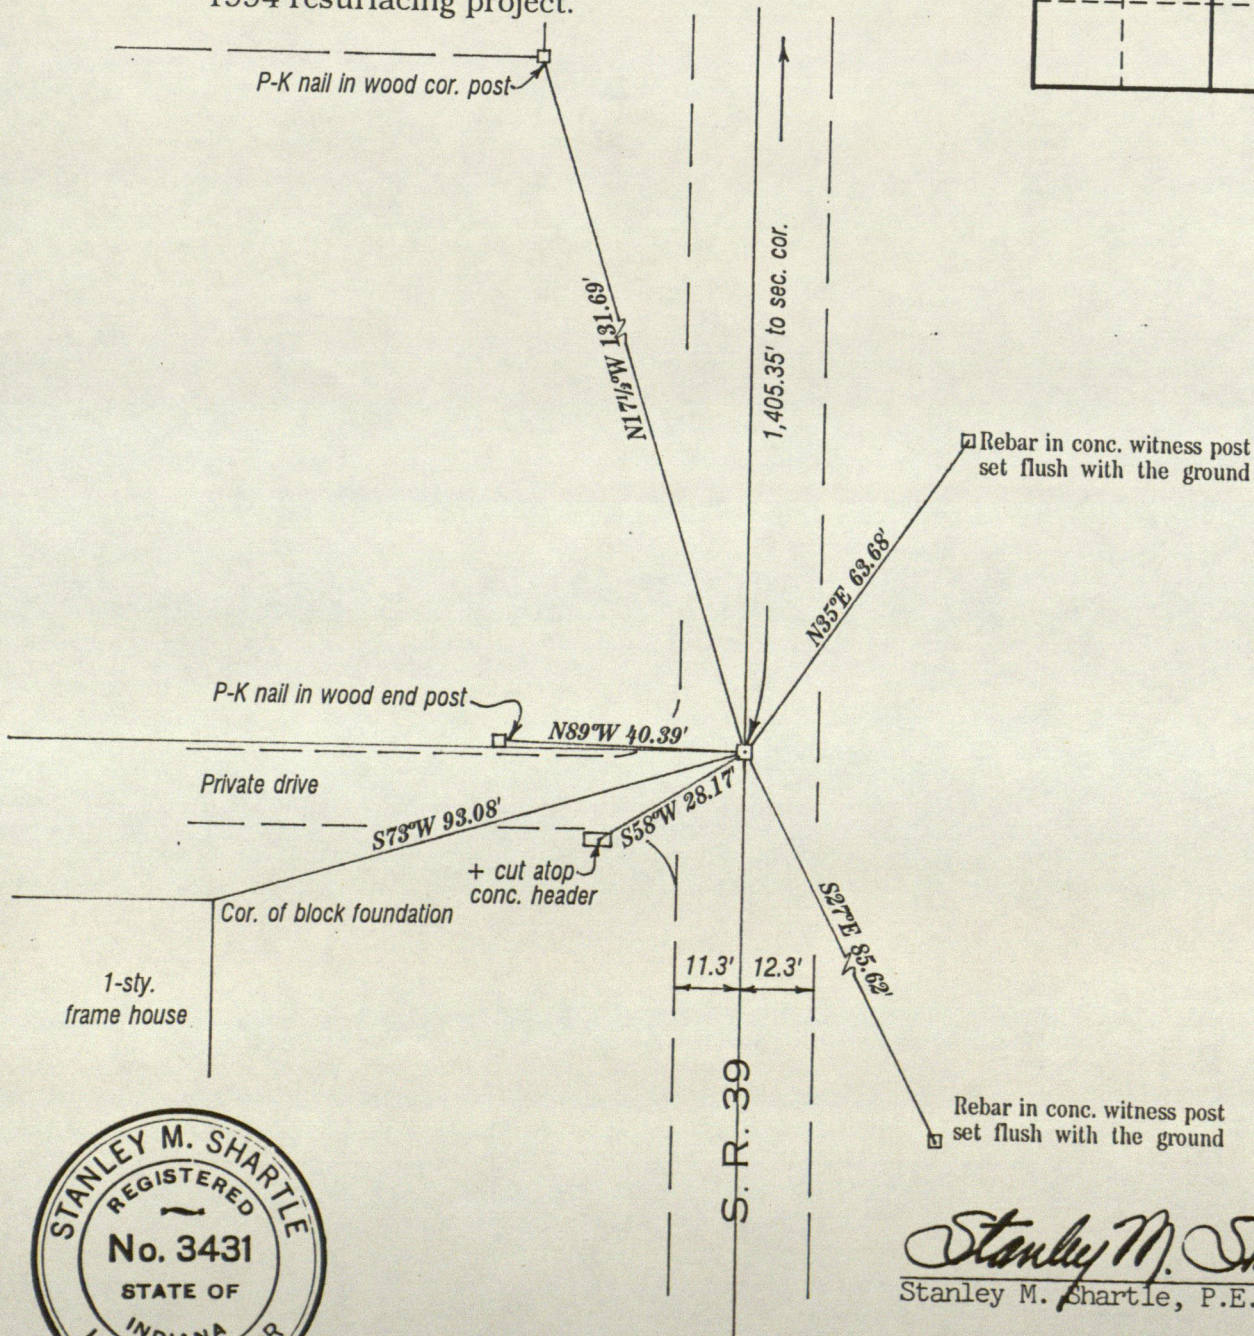 1994 resurfacing project.
P-K nail in wood cor. post
N17½°W 131.69'
1,405.35' to sec. cor.
Rebar in conc. witness post
set flush with the ground
N35°E 63.68'
P-K nail in wood end post
N89°W 40.39'
Private drive
S73°W 93.08'
S58°W 28.17'
+ cut atop
conc. header
Cor. of block foundation
S27°E 85.62'
11.3' 12.3'
1-sty.
frame house
S.R. 39
Rebar in conc. witness post
set flush with the ground
STANLEY M. SHARTLE
REGISTERED
No. 3431
STATE OF
INDIANA
Stanley M.
Stanley M. Shartle, P.E.